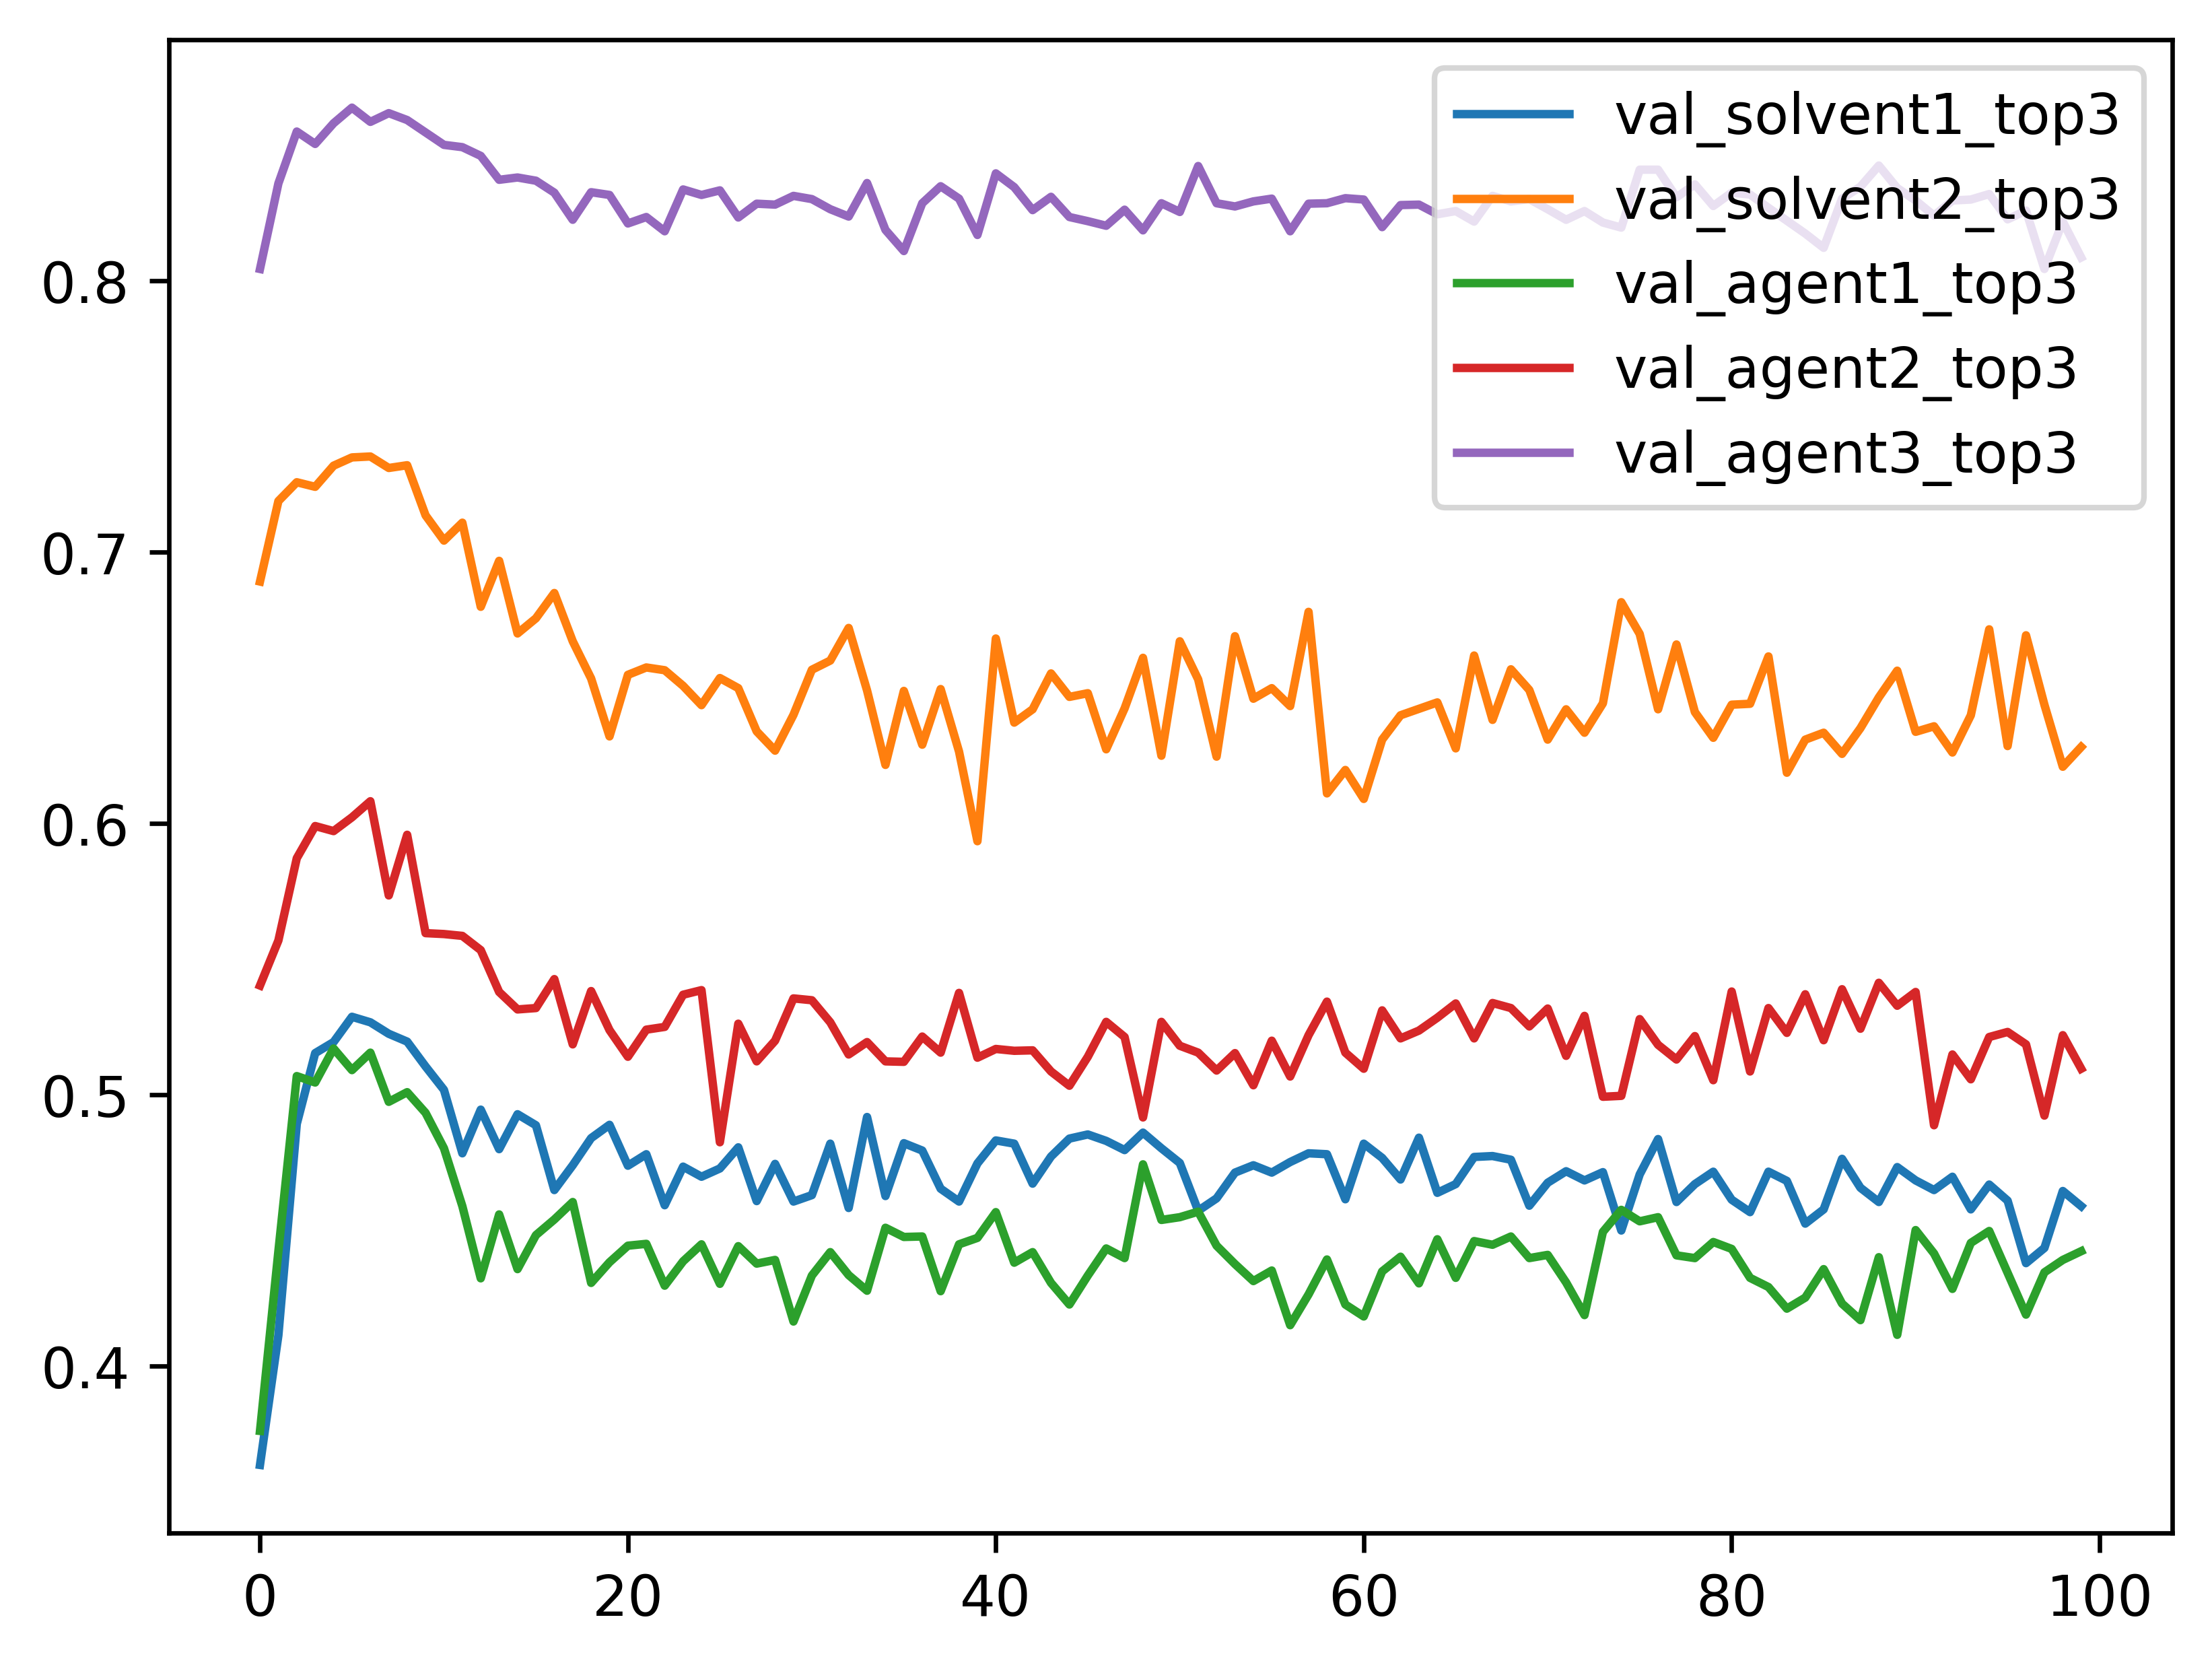 val_solvent1_top3
val_solvent2_top3
val_agent1_top3
val_agent2_top3
val_agent3_top3
0.8
0.7
0.6
0.5
0.4
0 20 40 60 80 100